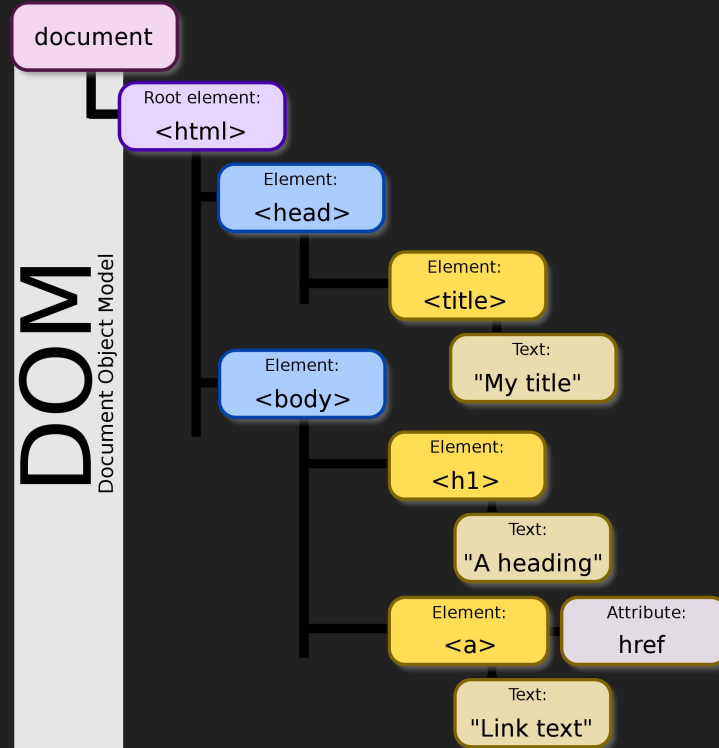 document
Root element:
<html>
Element:
<head>
Element:
<title>
Text:
"My title"
Element:
<body>
Element:
<h1>
Text:
"A heading"
Element:
<a>
Attribute:
href
Text:
"Link text"
DOM
Document Object Model